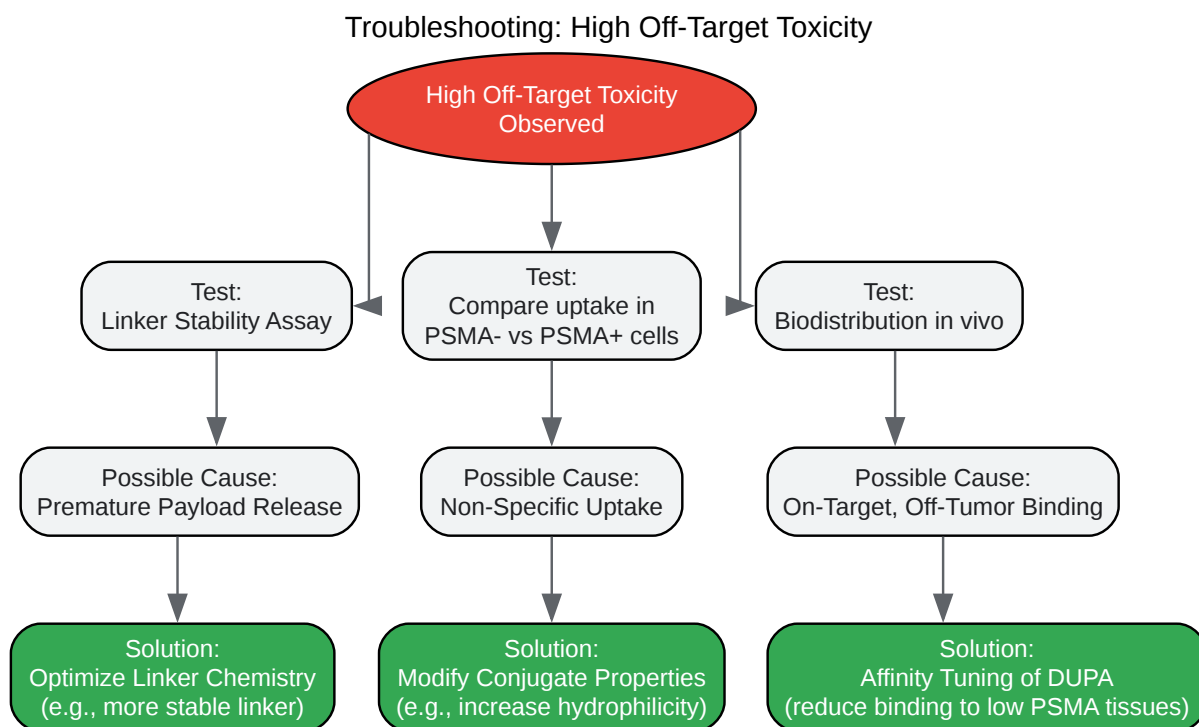 Troubleshooting: High Off-Target Toxicity
High Off-Target Toxicity
Observed
Test:
Linker Stability Assay
Test:
Compare uptake in
PSMA- vs PSMA+ cells
Test:
Biodistribution in vivo
Possible Cause:
Premature Payload Release
Possible Cause:
Non-Specific Uptake
Possible Cause:
On-Target, Off-Tumor Binding
Solution:
Optimize Linker Chemistry
(e.g., more stable linker)
Solution:
Modify Conjugate Properties
(e.g., increase hydrophilicity)
Solution:
Affinity Tuning of DUPA
(reduce binding to low PSMA tissues)